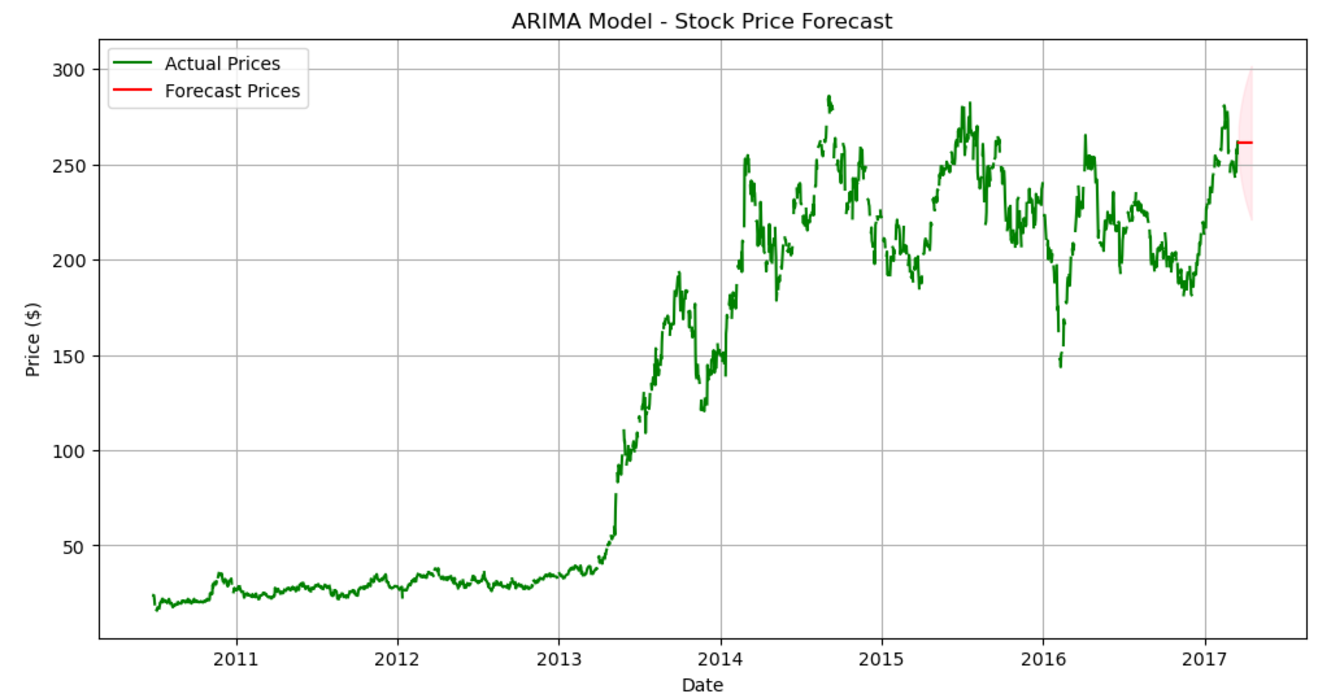 ARIMA Model - Stock Price Forecast
Actual Prices
Forecast Prices
Price ($)
300
250
200
150
100
50
2011 2012 2013 2014 2015 2016 2017
Date